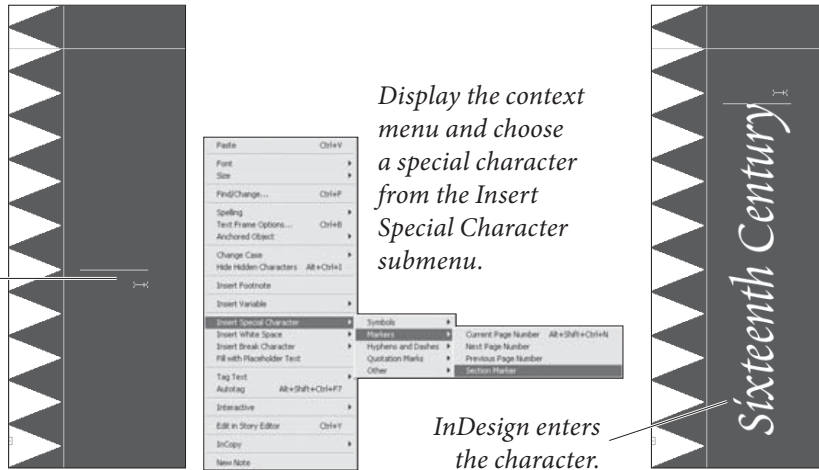 Display the context
menu and choose
a special character
from the Insert
Special Character
submenu.
Paste Ctrl+V
Font
Size
Find/Change... Ctrl+F
Spelling
Text Frame Options... Ctrl+B
Anchored Object
Change Case
Hide Hidden Characters Alt+Ctrl+I
Insert Footnote
Insert Variable
Insert Special Character
Insert White Space
Insert Break Character
Fill with Placeholder Text
Tag Text
Autotag Alt+Shift+Ctrl+F7
Interactive
Edit in Story Editor Ctrl+Y
InCopy
New Note
Symbols
Markers
Hyphens and Dashes
Quotation Marks
Other
Current Page Number Alt+Shift+Ctrl+N
Next Page Number
Previous Page Number
Section Marker
Sixteenth Century
InDesign enters
the character.